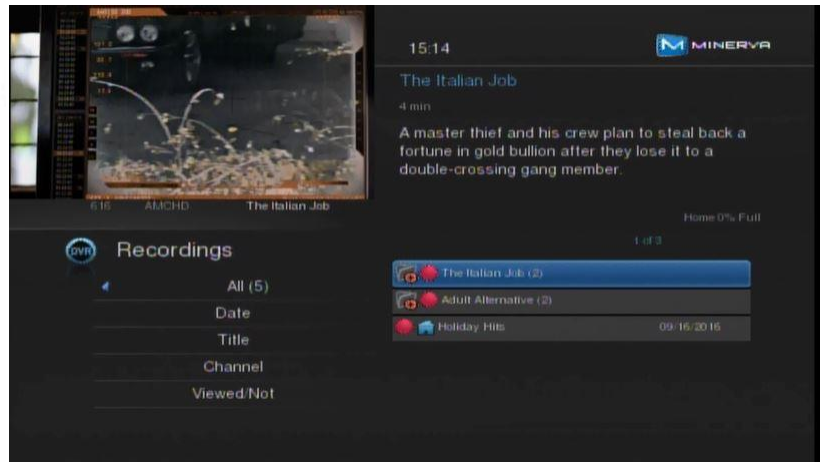 15:14
MINERVA
The Italian Job
4 min
A master thief and his crew plan to steal back a
fortune in gold bullion after they lose it to a
double-crossing gang member.
616 AMCHD The Italian Job
Home 0% Full
1 of 3
DVR Recordings
All (5)
Date
Title
Channel
Viewed/Not
The Italian Job (2)
Adult Alternative (2)
Holiday Hits 09/16/2016